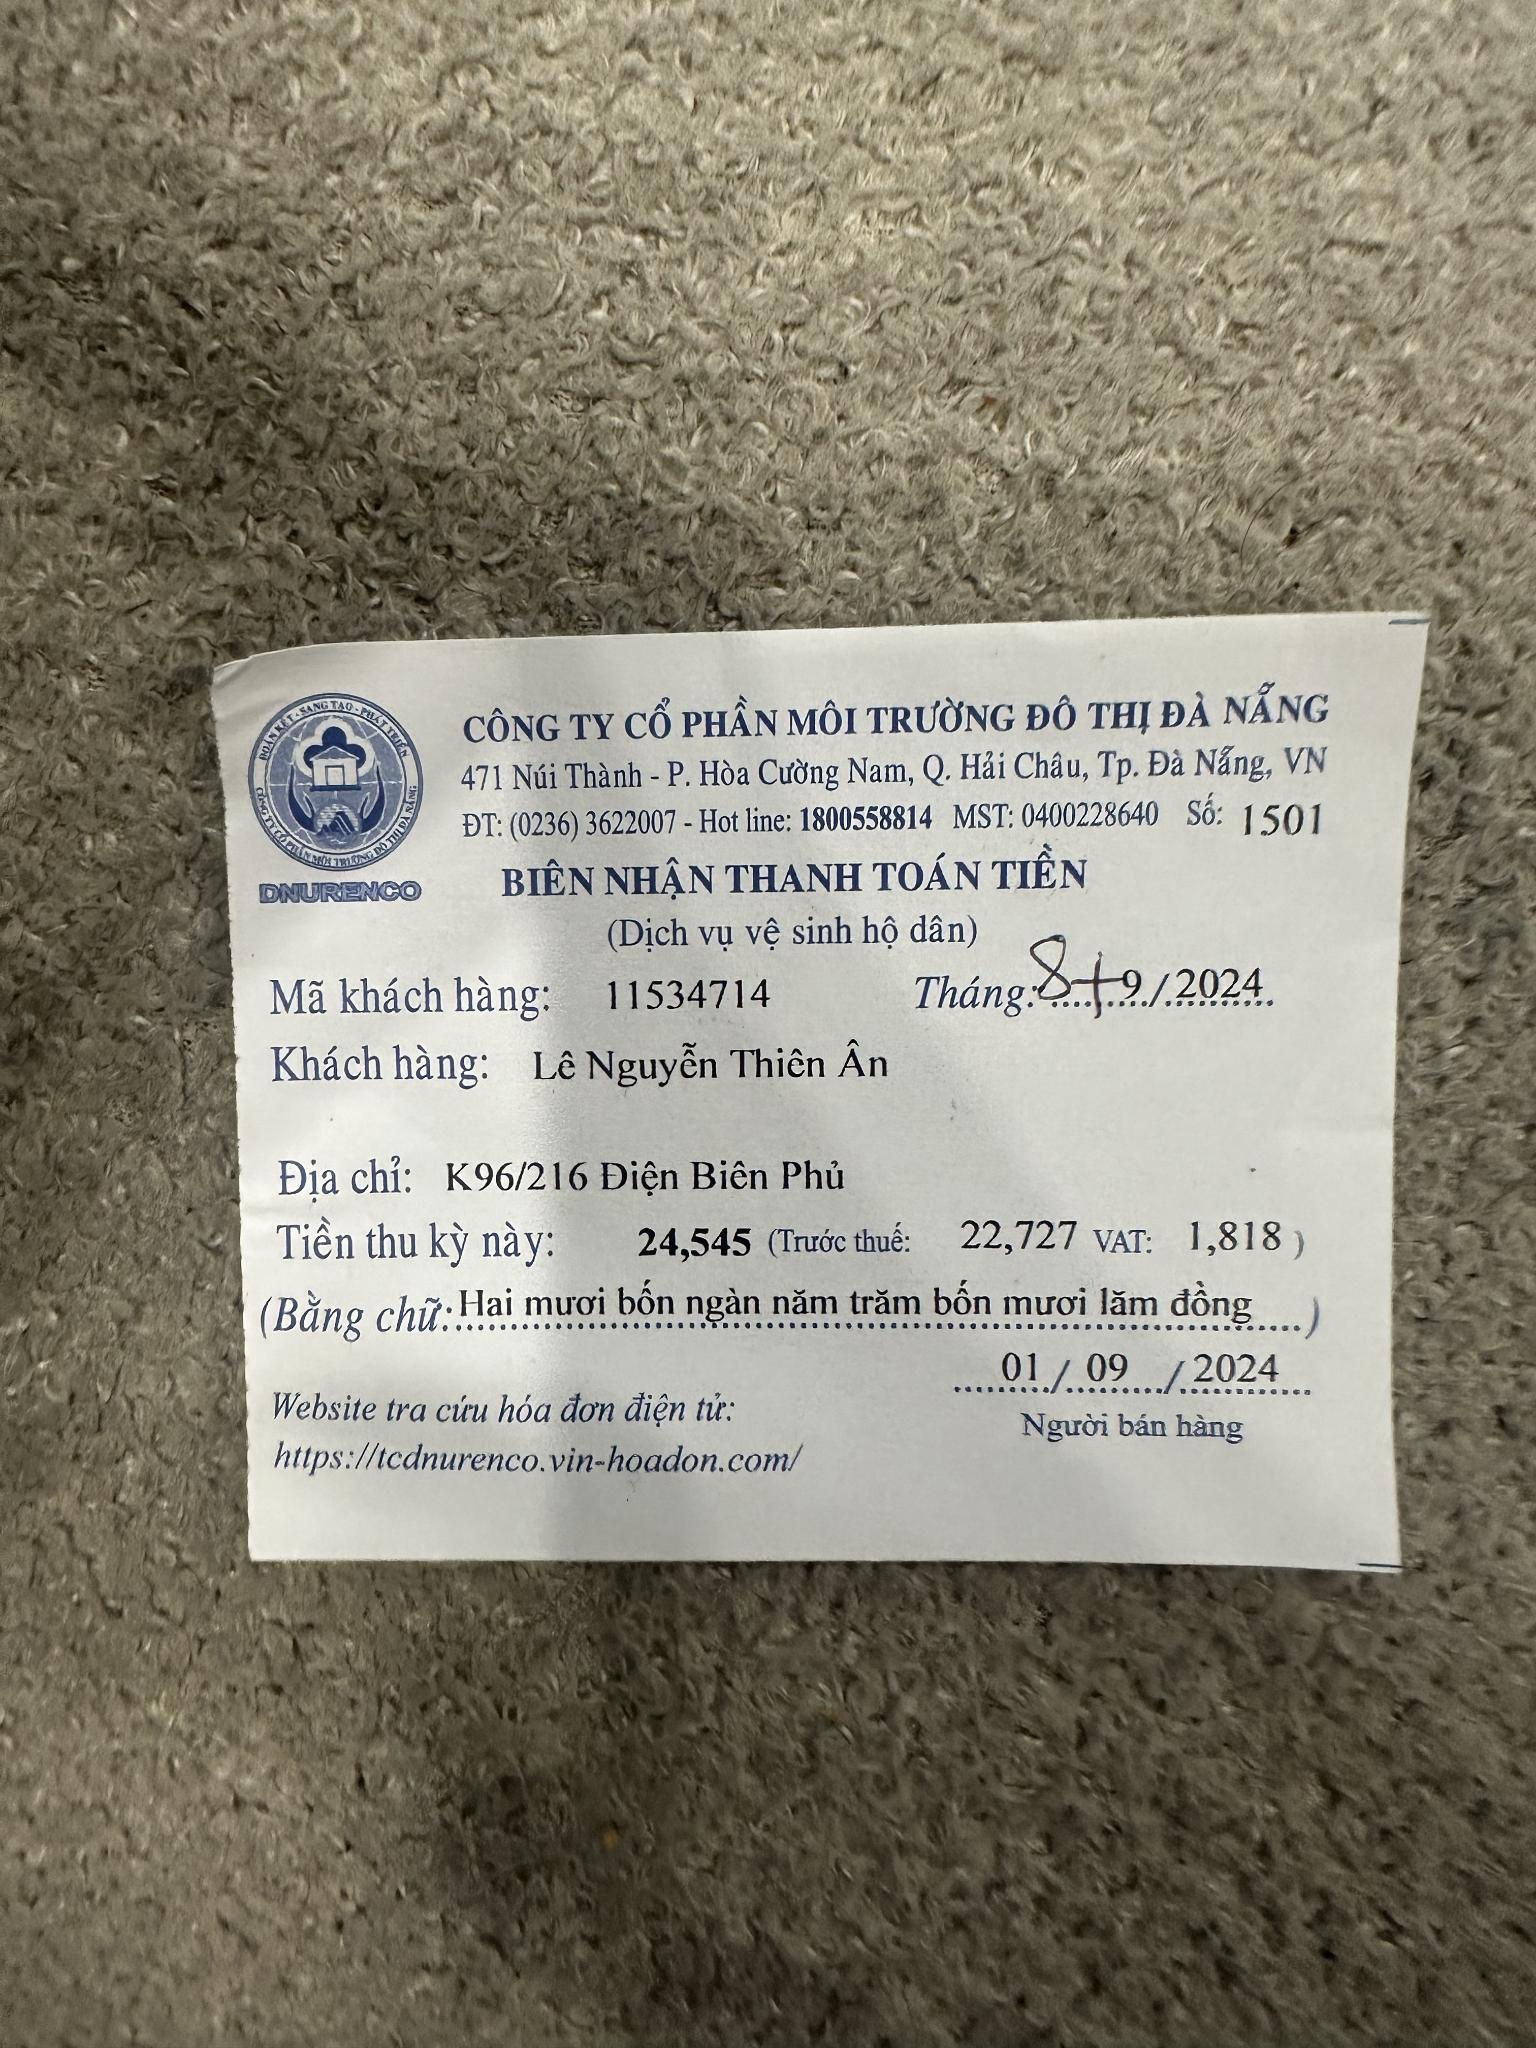 ĐOÀN KẾT - SÁNG TẠO - PHÁT TRIỂN
CÔNG TY CỔ PHẦN MÔI TRƯỜNG ĐÔ THỊ ĐÀ NẴNG
DNURENCO
CÔNG TY CỔ PHẦN MÔI TRƯỜNG ĐÔ THỊ ĐÀ NẴNG
471 Núi Thành - P. Hòa Cường Nam, Q. Hải Châu, Tp. Đà Nẵng, VN
ĐT: (0236) 3622007 - Hot line: 1800558814 MST: 0400228640 Số: 1501
BIÊN NHẬN THANH TOÁN TIỀN
(Dịch vụ vệ sinh hộ dân)
Mã khách hàng: 11534714 Tháng: 8+9/2024
Khách hàng: Lê Nguyễn Thiên Ân
Địa chỉ: K96/216 Điện Biên Phủ
Tiền thu kỳ này: 24,545 (Trước thuế: 22,727 VAT: 1,818 )
(Bằng chữ: Hai mươi bốn ngàn năm trăm bốn mươi lăm đồng )
01 / 09 / 2024
Website tra cứu hóa đơn điện tử:
Người bán hàng
https://tcdnurenco.vin-hoadon.com/